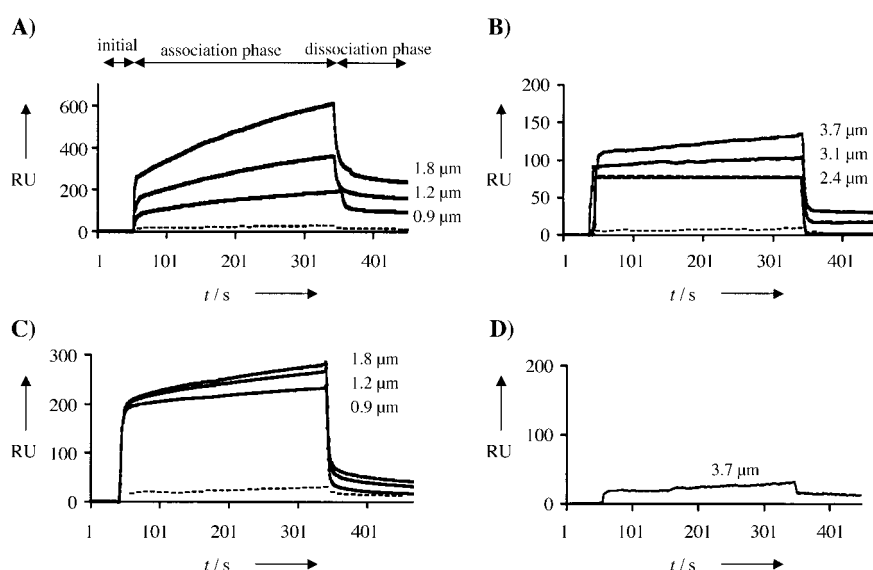 A)
initial association phase dissociation phase
600
400
200
0
RU
1.8 μm
1.2 μm
0.9 μm
1 101 201 301 401
t / s
B)
200
150
100
50
0
RU
3.7 μm
3.1 μm
2.4 μm
1 101 201 301 401
t / s
C)
300
200
100
0
RU
1.8 μm
1.2 μm
0.9 μm
1 101 201 301 401
t / s
D)
200
100
0
RU
3.7 μm
1 101 201 301 401
t / s